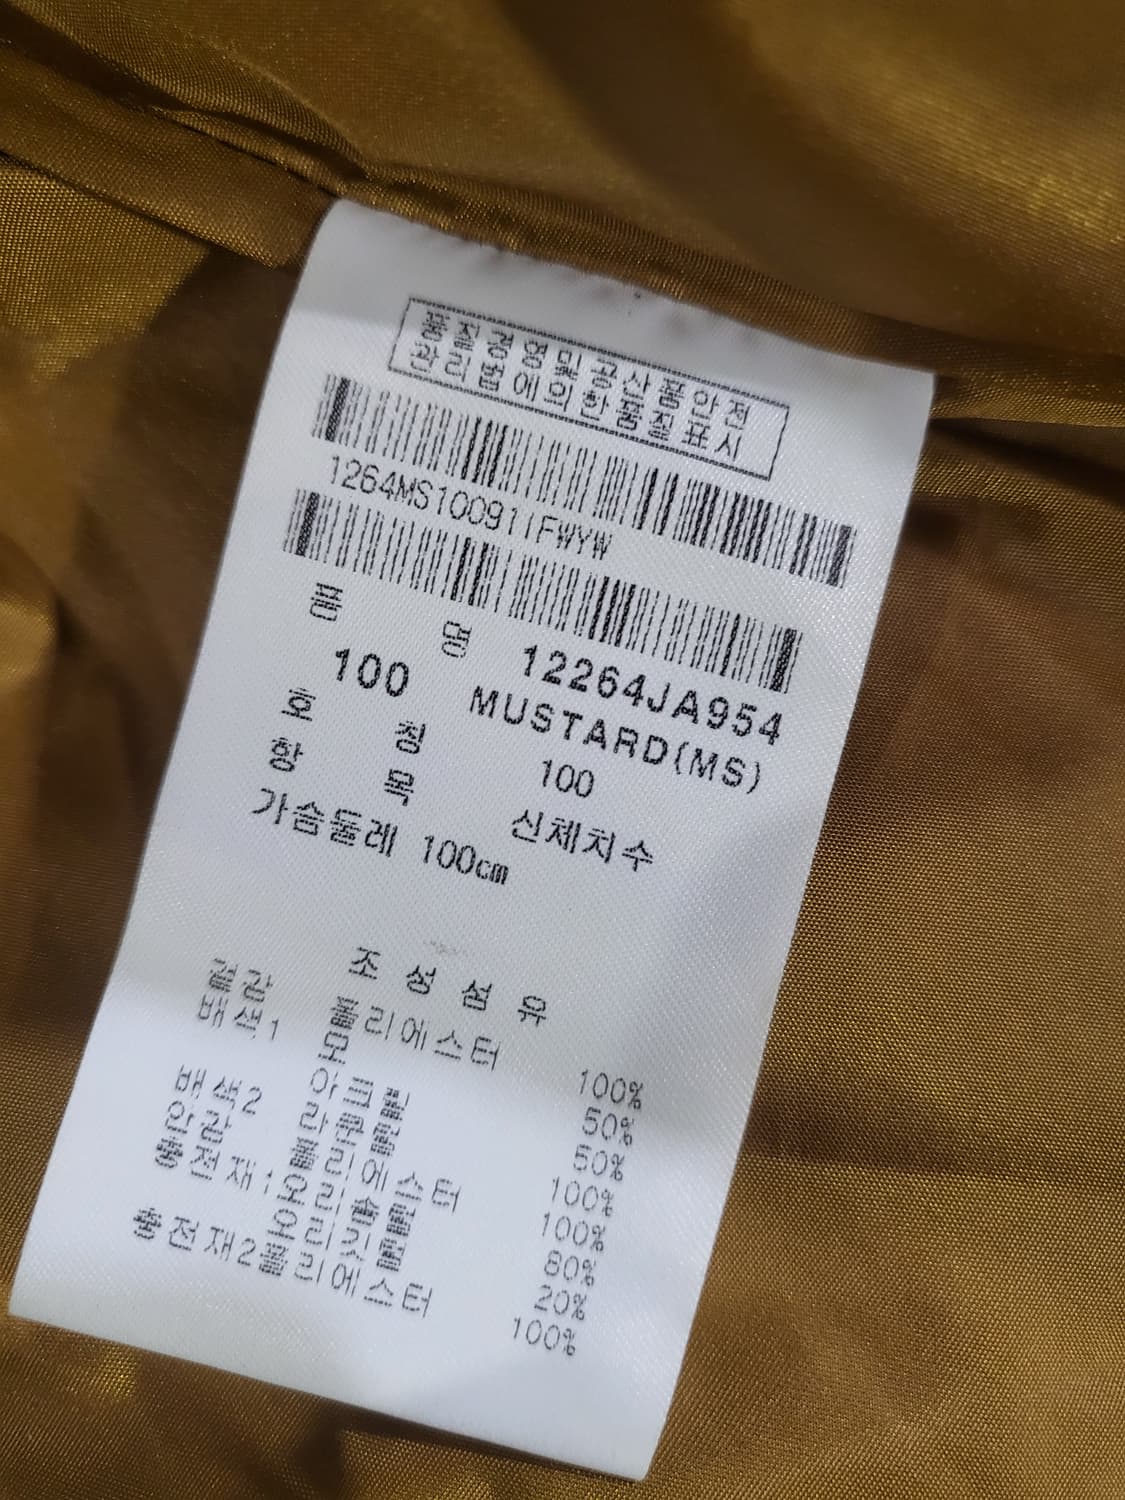 품질경영및공산품안전
관리법에의한품질표시
1264MS10091IFWYW
품 명 12264JA954
100 MUSTARD(MS)
호 칭 100
항 목 신체치수
가슴둘레 100㎝
조성섬유
겉감 폴리에스터 100%
배색1 모 50%
아크릴 50%
배색2 라쿤털 100%
안감 폴리에스터 100%
충전재1오리솜털 80%
오리깃털 20%
충전재2폴리에스터 100%